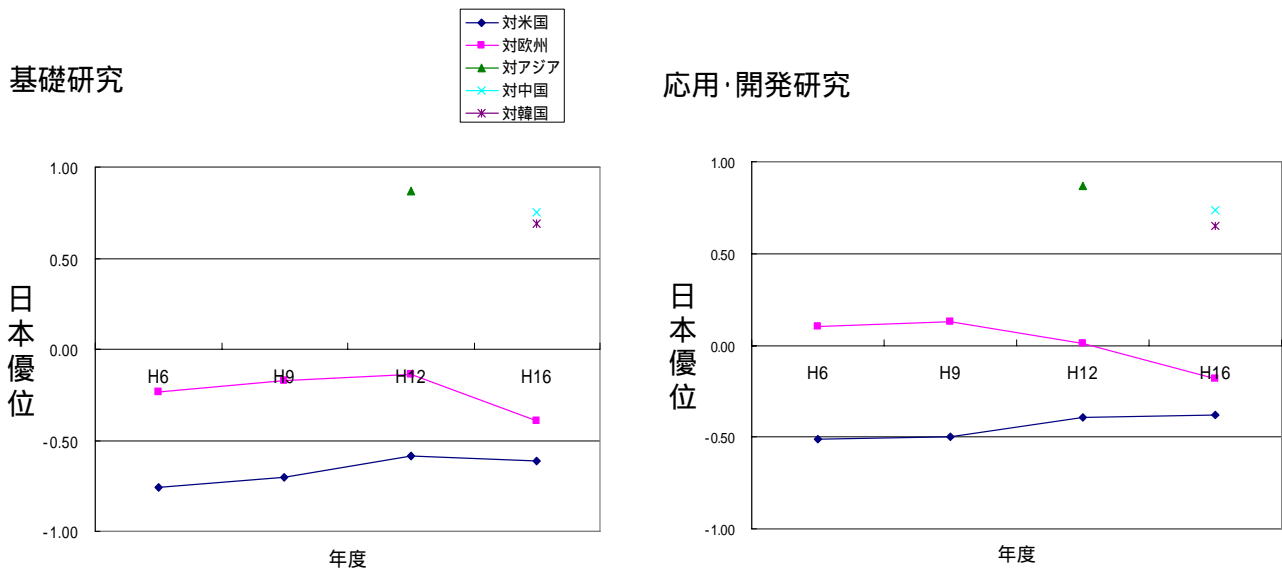 対米国
対欧州
対アジア
対中国
対韓国
基礎研究
1.00
0.50
0.00
-0.50
-1.00
H6
H9
H12
H16
日本優位
年度
応用・開発研究
1.00
0.50
0.00
-0.50
-1.00
H6
H9
H12
H16
日本優位
年度